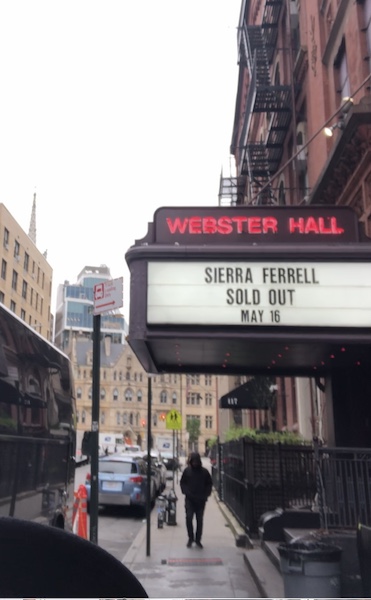 WEBSTER HALL
SIERRA FERRELL
SOLD OUT
MAY 16